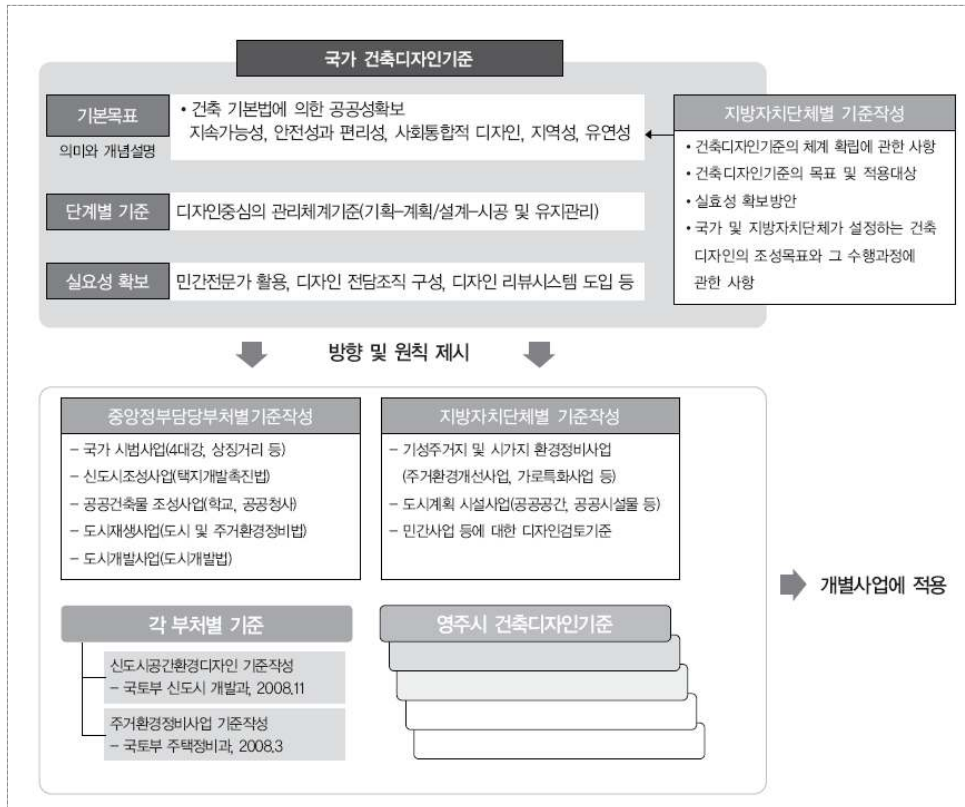 국가 건축디자인기준
기본목표
의미와 개념설명
• 건축 기본법에 의한 공공성확보
지속가능성, 안전성과 편리성, 사회통합적 디자인, 지역성, 유연성
단계별 기준
디자인중심의 관리체계기준(기획-계획/설계-시공 및 유지관리)
실요성 확보
민간전문가 활용, 디자인 전담조직 구성, 디자인 리뷰시스템 도입 등
지방자치단체별 기준작성
• 건축디자인기준의 체계 확립에 관한 사항
• 건축디자인기준의 목표 및 적용대상
• 실효성 확보방안
• 국가 및 지방자치단체가 설정하는 건축
디자인의 조성목표와 그 수행과정에
관한 사항
방향 및 원칙 제시
중앙정부담당부처별기준작성
- 국가 시범사업(4대강, 상징거리 등)
- 신도시조성사업(택지개발촉진법)
- 공공건축물 조성사업(학교, 공공청사)
- 도시재생사업(도시 및 주거환경정비법)
- 도시개발사업(도시개발법)
지방자치단체별 기준작성
- 기성주거지 및 시가지 환경정비사업
(주거환경개선사업, 가로특화사업 등)
- 도시계획 시설사업(공공공간, 공공시설물 등)
- 민간사업 등에 대한 디자인검토기준
각 부처별 기준
신도시공간환경디자인 기준작성
- 국토부 신도시 개발과, 2008.11
주거환경정비사업 기준작성
- 국토부 주택정비과, 2008.3
영주시 건축디자인기준
개별사업에 적용